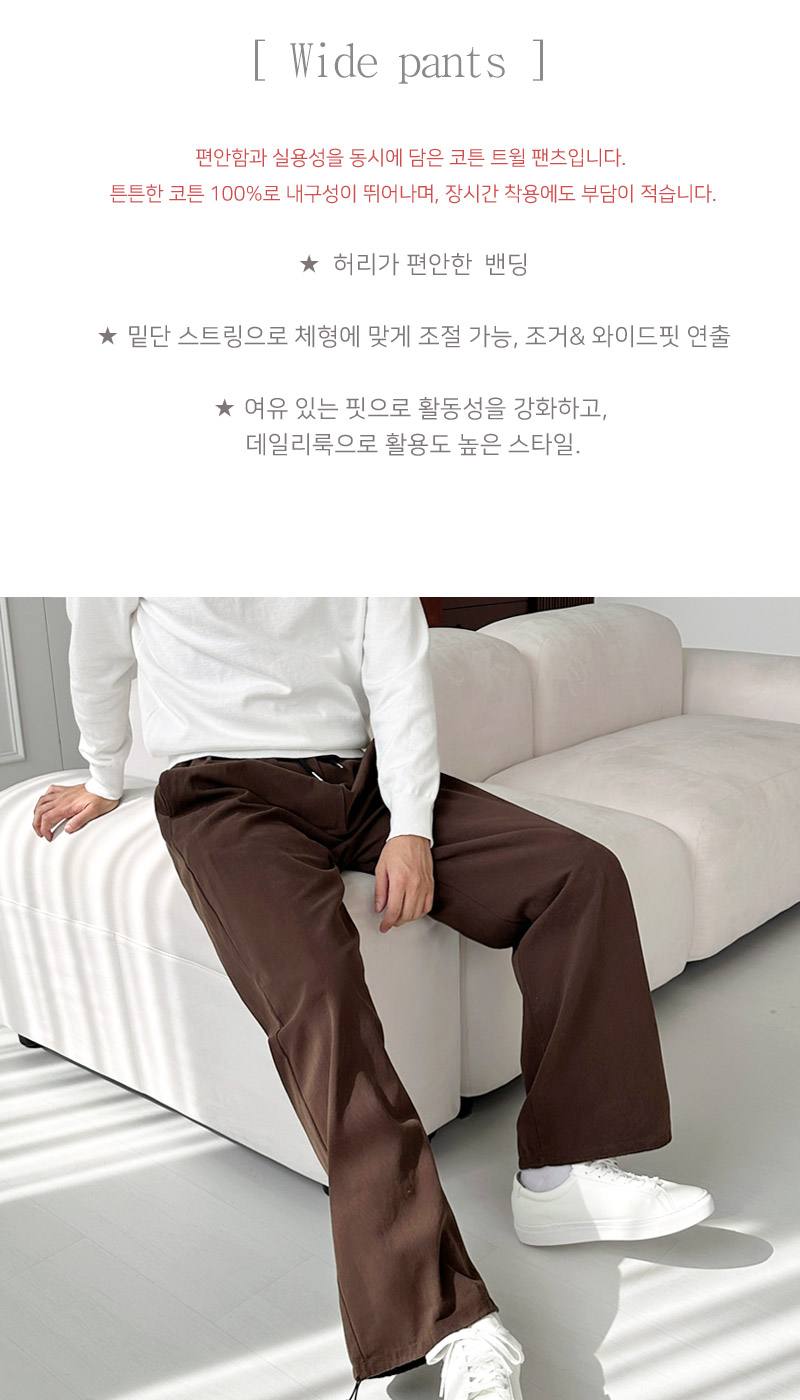 [ Wide pants ]
편안함과 실용성을 동시에 담은 코튼 트윌 팬츠입니다.
튼튼한 코튼 100%로 내구성이 뛰어나며, 장시간 착용에도 부담이 적습니다.
★ 허리가 편안한 밴딩
★ 밑단 스트링으로 체형에 맞게 조절 가능, 조거& 와이드핏 연출
★ 여유 있는 핏으로 활동성을 강화하고,
데일리룩으로 활용도 높은 스타일.